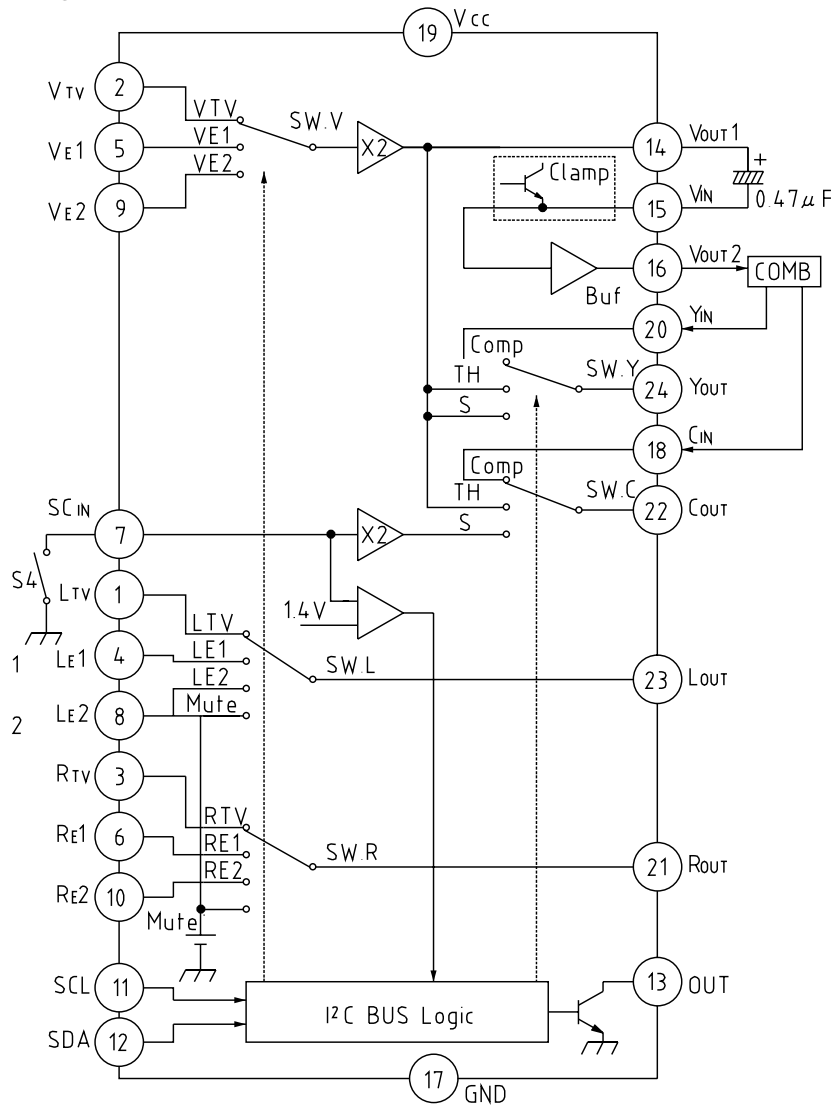 19 Vcc
VTV 2
VTV
SW.V
VE1 5
VE1
VE2
X2
14 VOUT1
Clamp
+
0.47μF
VE2 9
15 VIN
16 VOUT2
COMB
Buf
20 YIN
Comp
TH
S
SW.Y
24 YOUT
18 CIN
Comp
TH
S
SW.C
22 COUT
SCIN 7
X2
S4
LTV 1
1.4V
LTV
LE1
LE2
Mute
SW.L
1
LE1 4
23 LOUT
2
LE2 8
RTV 3
RTV
RE1
RE2
Mute
SW.R
RE1 6
21 ROUT
RE2 10
SCL 11
13 OUT
I²C BUS Logic
SDA 12
17 GND